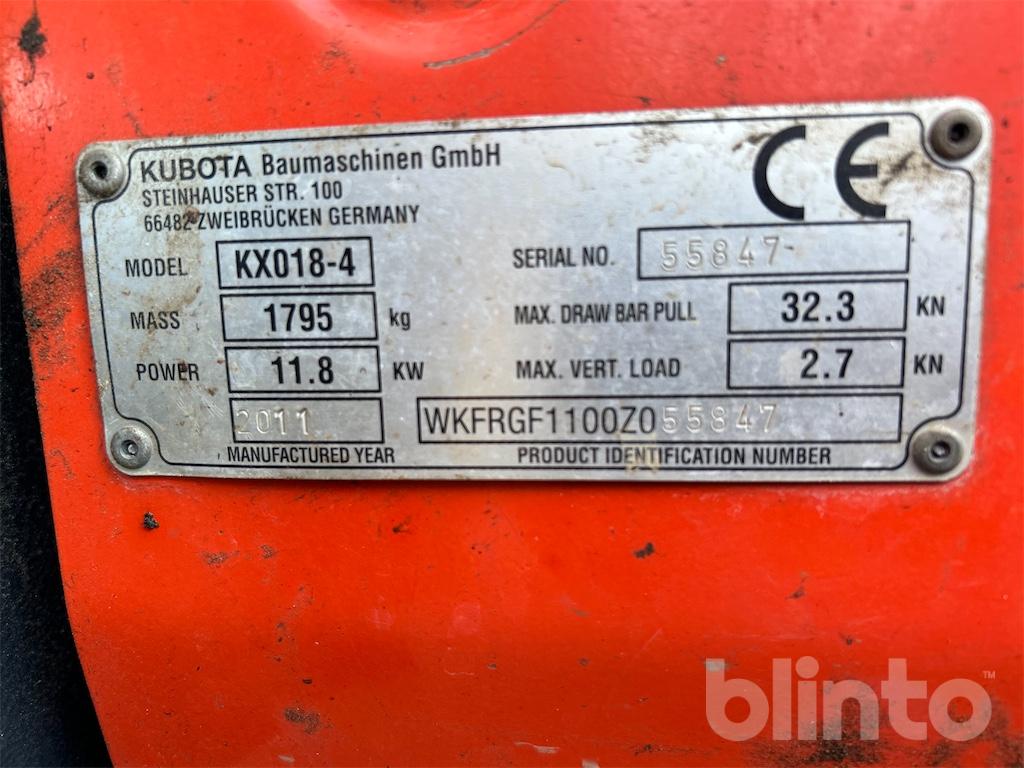 KUBOTA Baumaschinen GmbH CE
STEINHAUSER STR. 100
66482 ZWEIBRÜCKEN GERMANY
MODEL KX018-4 SERIAL NO. 55847
MASS 1795 kg MAX. DRAW BAR PULL 32.3 KN
POWER 11.8 KW MAX. VERT. LOAD 2.7 KN
2011 WKFRGF1100Z055847
MANUFACTURED YEAR PRODUCT IDENTIFICATION NUMBER
blinto™